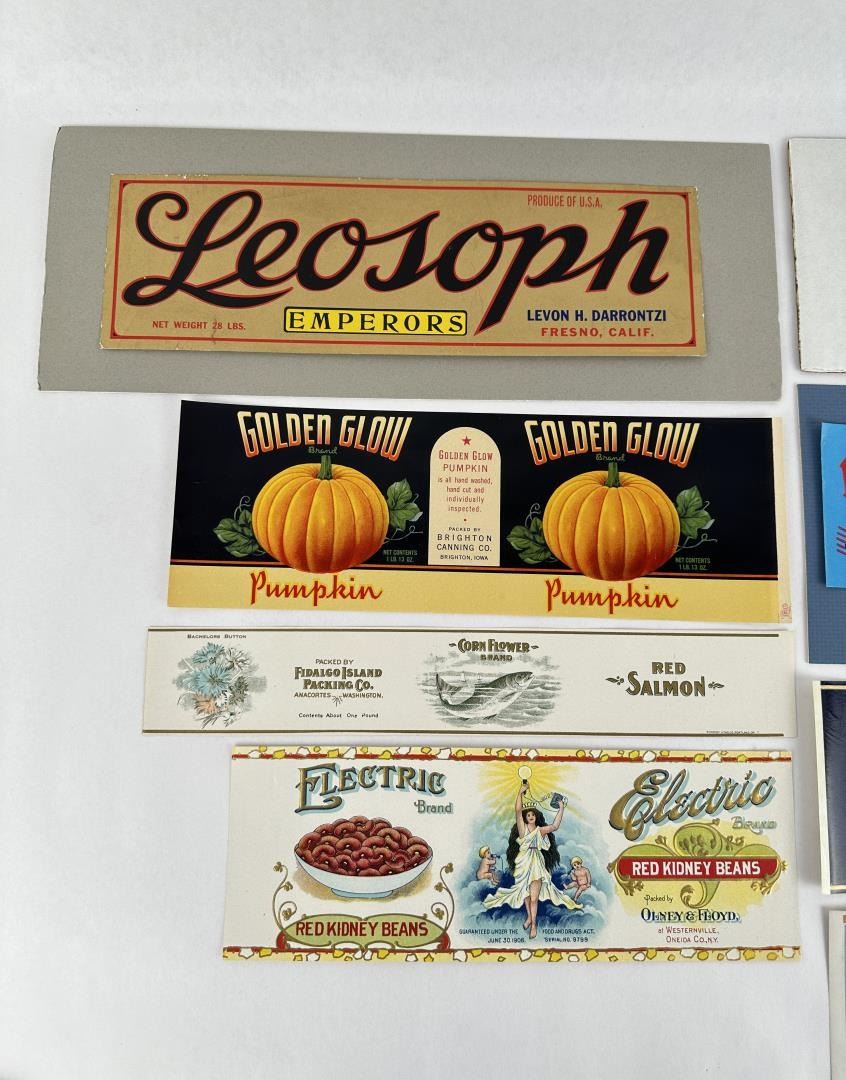 Leosoph
PRODUCE OF U.S.A.
NET WEIGHT 28 LBS.
EMPERORS
LEVON H. DARRONTZI
FRESNO, CALIF.
GOLDEN GLOW
Brand
NET CONTENTS
1 LB. 13 OZ.
Pumpkin
GOLDEN GLOW
PUMPKIN
is all hand washed,
hand cut and
individually
inspected.
PACKED BY
BRIGHTON
CANNING CO.
BRIGHTON, IOWA
GOLDEN GLOW
Brand
NET CONTENTS
1 LB. 13 OZ.
Pumpkin
BACHELORS BUTTON
PACKED BY
FIDALGO ISLAND
PACKING CO.
ANACORTES WASHINGTON.
Contents About One Pound
CORN FLOWER
BRAND
RED
SALMON
ELECTRIC
Brand
RED KIDNEY BEANS
GUARANTEED UNDER THE FOOD AND DRUGS ACT,
JUNE 30, 1906. SERIAL NO. 9799
Electric
BRAND
RED KIDNEY BEANS
Packed by
OLNEY & FLOYD,
at WESTERNVILLE,
ONEIDA CO., N.Y.